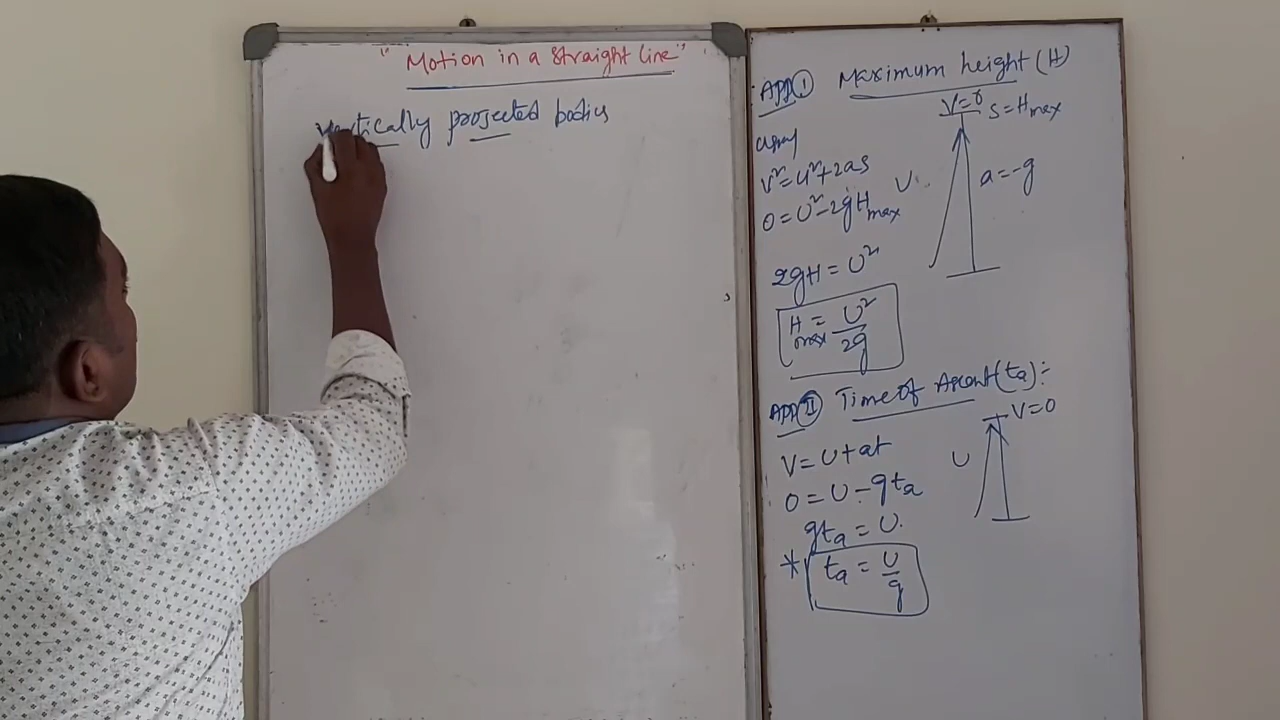 "Motion in a straight line"
Vertically projected bodies
APP① Maximum height (H)
V=0 S=Hmax
using
V²=U²+2aS
U
a=-g
0=U²-2gHmax
2gH=U²
Hmax = U²/2g
APP② Time of Ascent (ta):-
V=0
V=U+at
U
0=U-gta
gta=U.
* ta = U/g